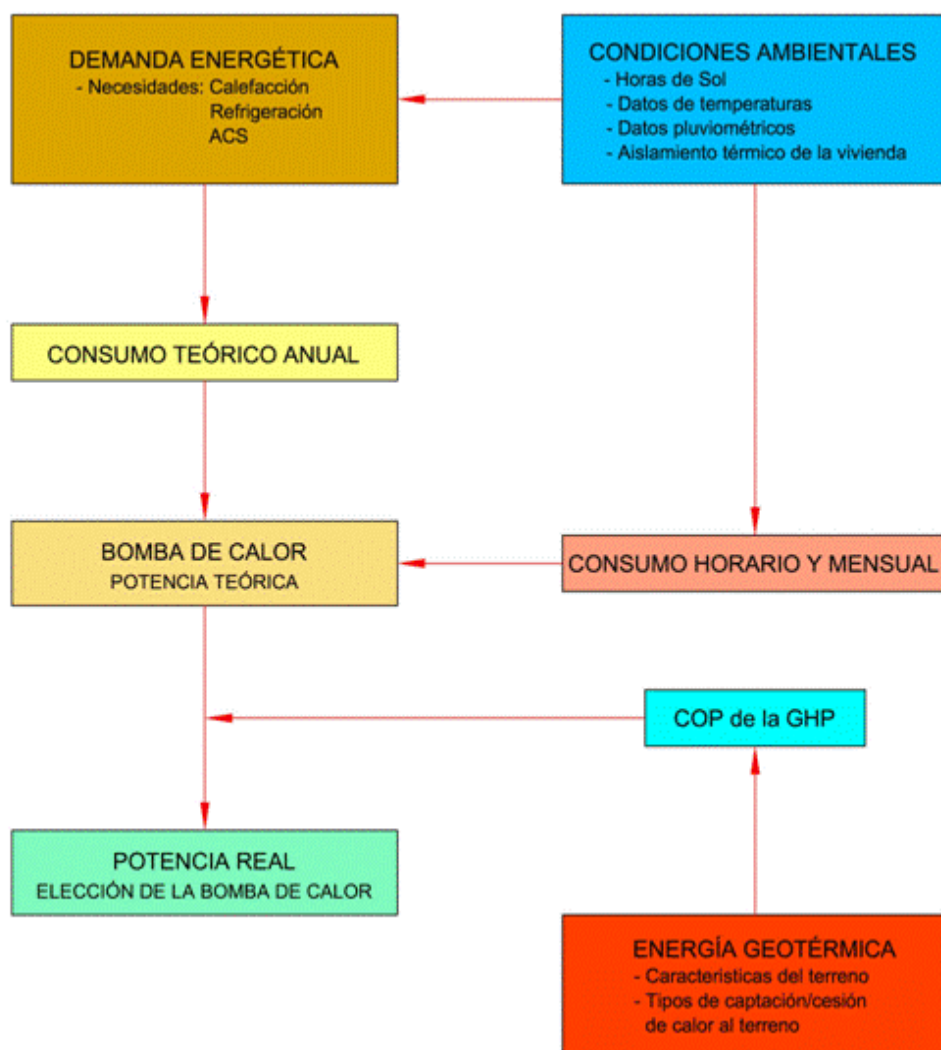 DEMANDA ENERGÉTICA
- Necesidades: Calefacción
Refrigeración
ACS
CONDICIONES AMBIENTALES
- Horas de Sol
- Datos de temperaturas
- Datos pluviométricos
- Aislamiento térmico de la vivienda
CONSUMO TEÓRICO ANUAL
BOMBA DE CALOR
POTENCIA TEÓRICA
CONSUMO HORARIO Y MENSUAL
COP de la GHP
POTENCIA REAL
ELECCIÓN DE LA BOMBA DE CALOR
ENERGÍA GEOTÉRMICA
- Caracteristicas del terreno
- Tipos de captación/cesión
de calor al terreno